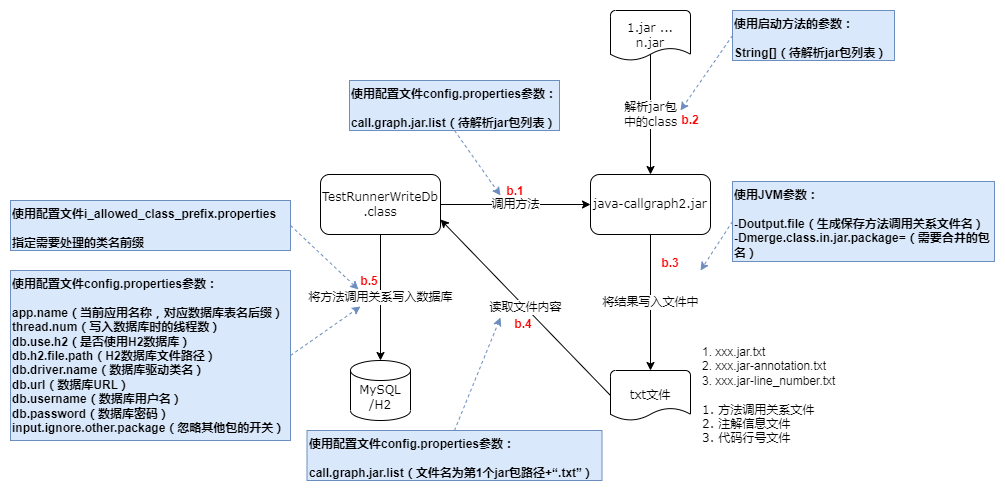 1.jar ...
n.jar
使用启动方法的参数：
String[]（待解析jar包列表）
使用配置文件config.properties参数：
call.graph.jar.list（待解析jar包列表）
解析jar包
中的class
b.2
b.1
调用方法
TestRunnerWriteDb
.class
java-callgraph2.jar
使用JVM参数：
-Doutput.file（生成保存方法调用关系文件名）
-Dmerge.class.in.jar.package=（需要合并的包
名）
使用配置文件i_allowed_class_prefix.properties
指定需要处理的类名前缀
b.3
b.5
将方法调用关系写入数据库
将结果写入文件中
读取文件内容
b.4
使用配置文件config.properties参数：
app.name（当前应用名称，对应数据库表名后缀）
thread.num（写入数据库时的线程数）
db.use.h2（是否使用H2数据库）
db.h2.file.path（H2数据库文件路径）
db.driver.name（数据库驱动类名）
db.url（数据库URL）
db.username（数据库用户名）
db.password（数据库密码）
input.ignore.other.package（忽略其他包的开关）
MySQL
/H2
txt文件
1. xxx.jar.txt
2. xxx.jar-annotation.txt
3. xxx.jar-line_number.txt
1. 方法调用关系文件
2. 注解信息文件
3. 代码行号文件
使用配置文件config.properties参数：
call.graph.jar.list（文件名为第1个jar包路径+“.txt”）